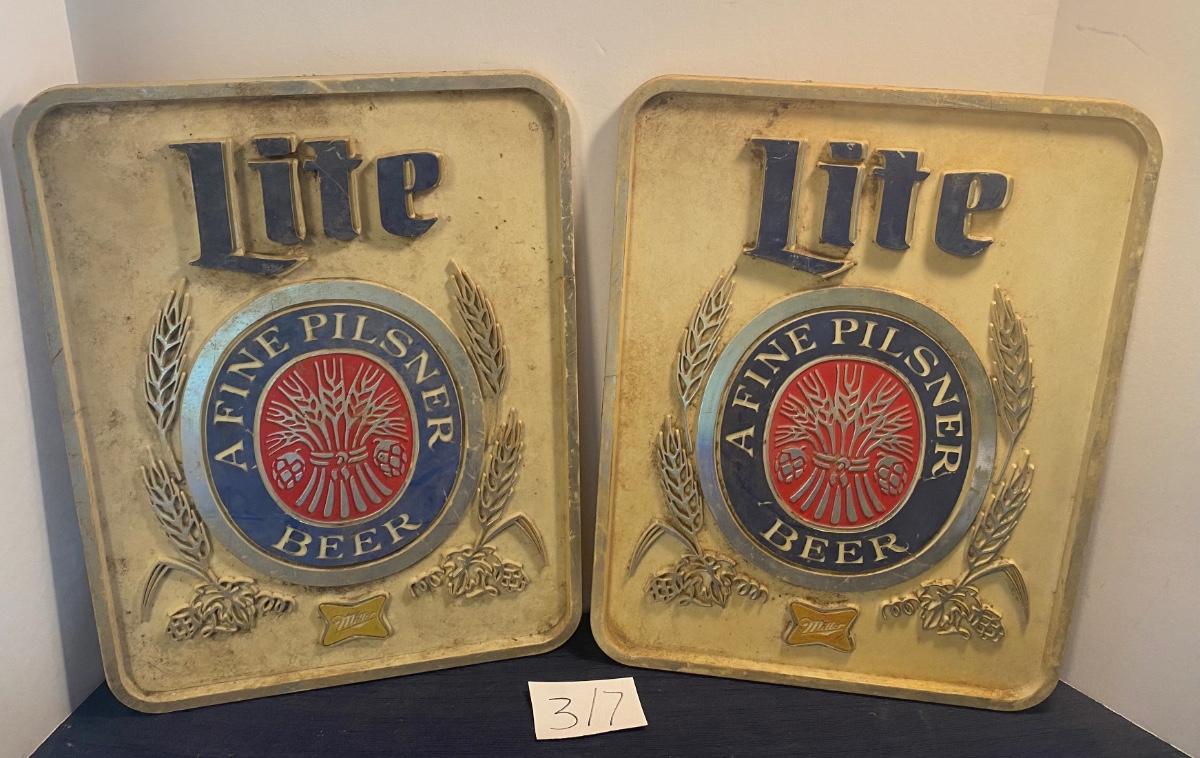 Lite
A FINE PILSNER
BEER
Miller
Lite
A FINE PILSNER
BEER
Miller
317